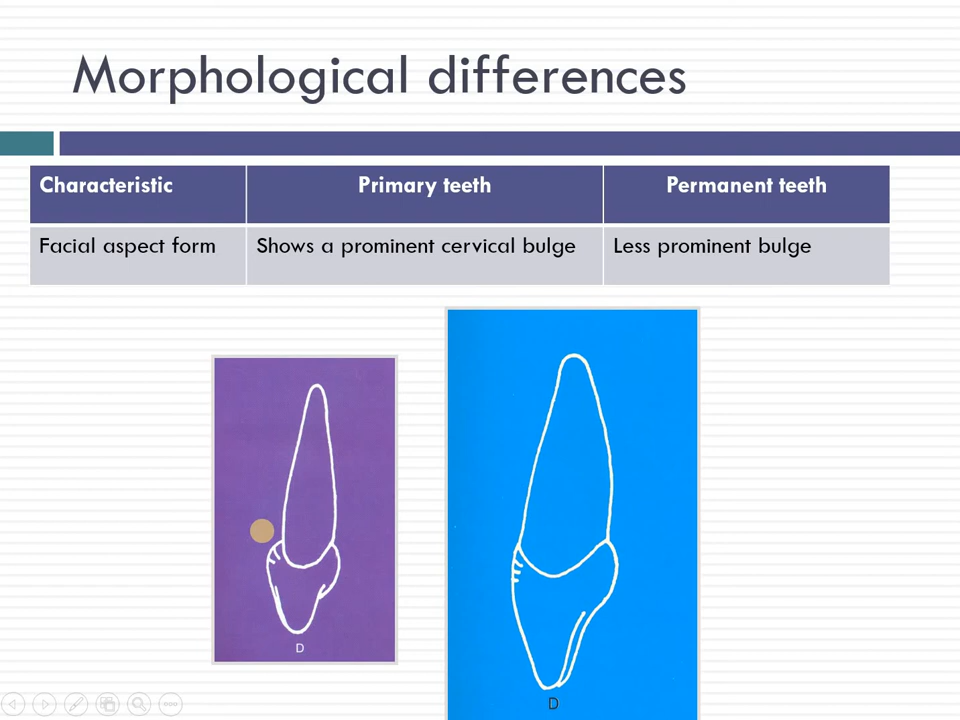 Morphological differences
Characteristic Primary teeth Permanent teeth
Facial aspect form Shows a prominent cervical bulge Less prominent bulge
D
D